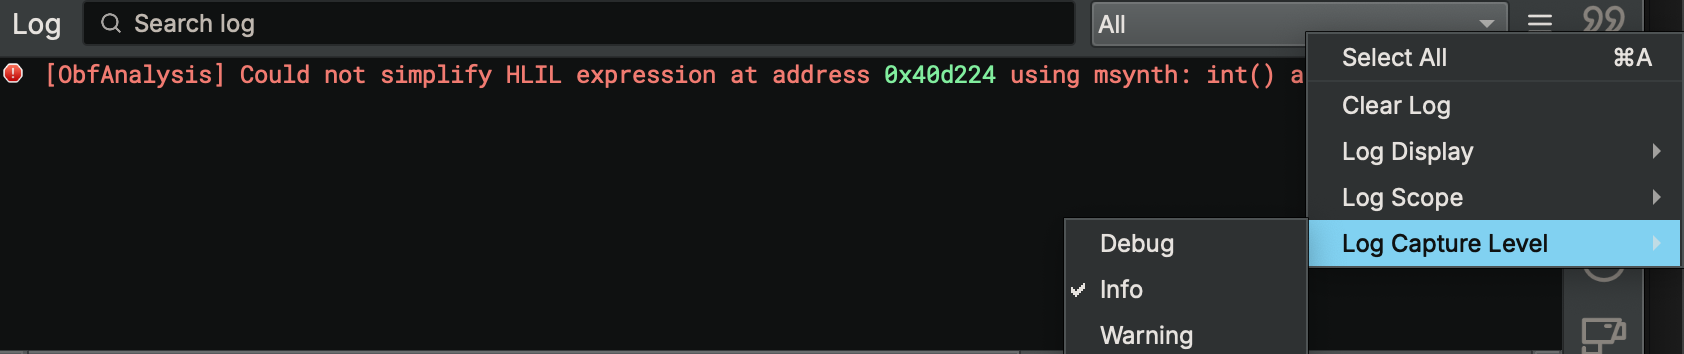 Log
Search log
All
[ObfAnalysis] Could not simplify HLIL expression at address 0x40d224 using msynth: int() a
Select All ⌘A
Clear Log
Log Display
Log Scope
Log Capture Level
Debug
Info
Warning